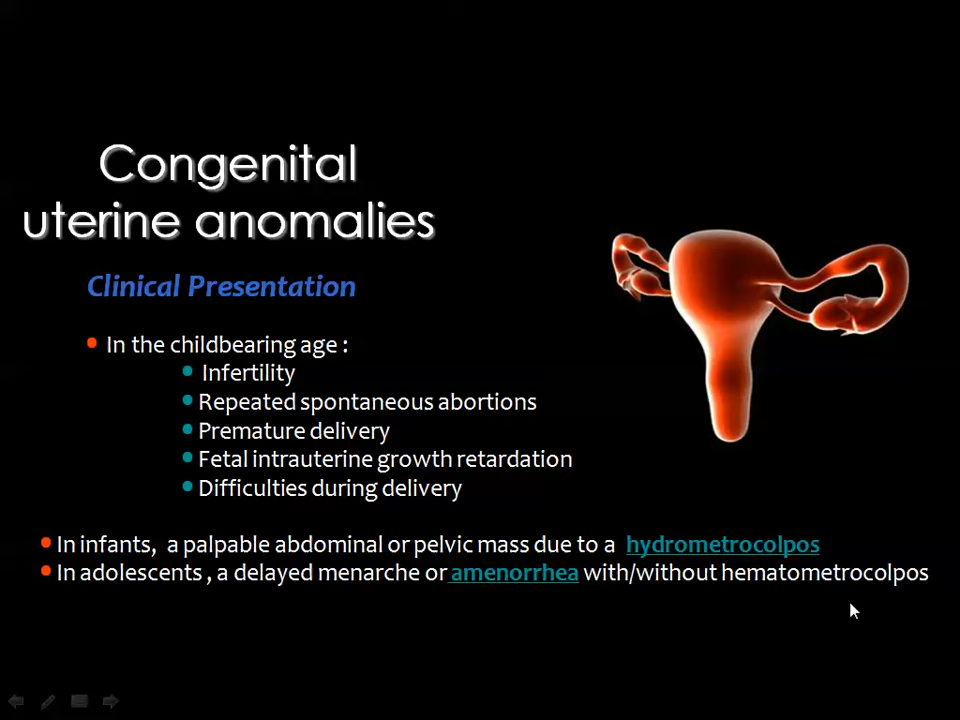 Congenital
uterine anomalies
Clinical Presentation
In the childbearing age :
Infertility
Repeated spontaneous abortions
Premature delivery
Fetal intrauterine growth retardation
Difficulties during delivery
In infants, a palpable abdominal or pelvic mass due to a hydrometrocolpos
In adolescents , a delayed menarche or amenorrhea with/without hematometrocolpos